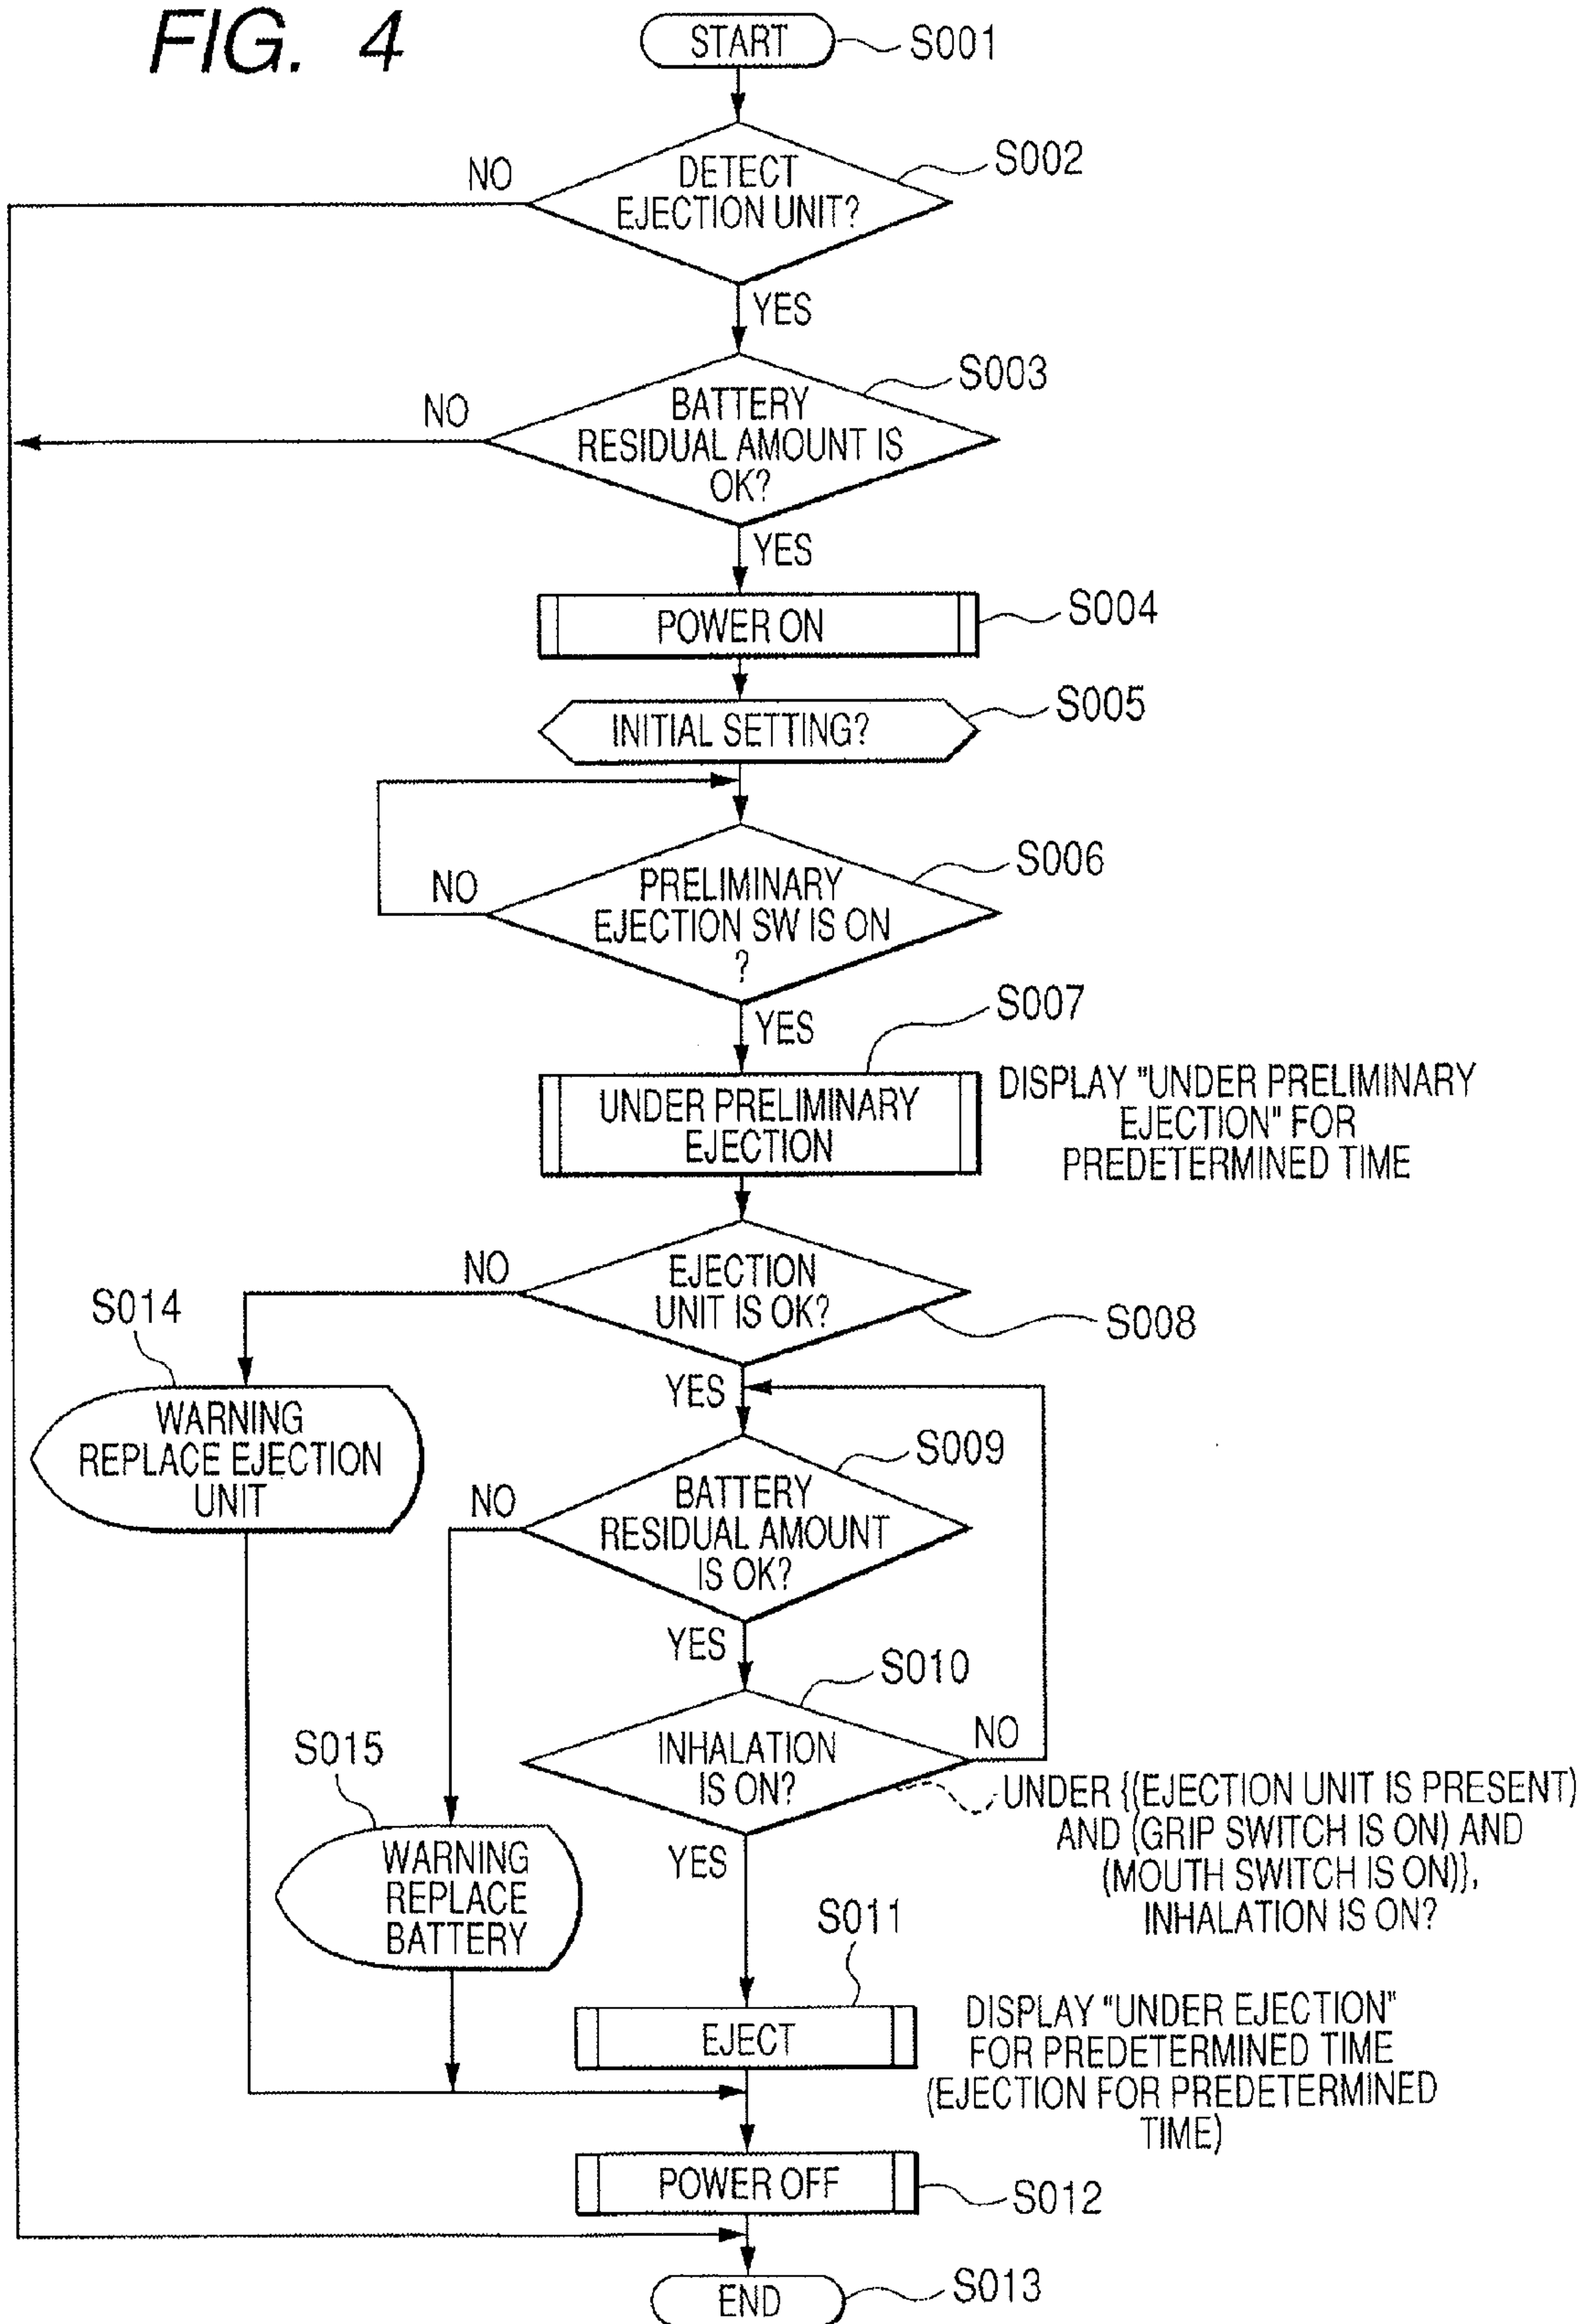 FIG. 4
START
S001
DETECT
EJECTION UNIT?
S002
NO
YES
BATTERY
RESIDUAL AMOUNT IS
OK?
S003
NO
YES
POWER ON
S004
INITIAL SETTING?
S005
PRELIMINARY
EJECTION SW IS ON
?
S006
NO
YES
UNDER PRELIMINARY
EJECTION
S007
DISPLAY "UNDER PRELIMINARY
EJECTION" FOR
PREDETERMINED TIME
EJECTION
UNIT IS OK?
S008
NO
YES
S014
WARNING
REPLACE EJECTION
UNIT
BATTERY
RESIDUAL AMOUNT
IS OK?
S009
NO
YES
INHALATION
IS ON?
S010
NO
YES
UNDER {(EJECTION UNIT IS PRESENT)
AND (GRIP SWITCH IS ON) AND
(MOUTH SWITCH IS ON)},
INHALATION IS ON?
S015
WARNING
REPLACE
BATTERY
EJECT
S011
DISPLAY "UNDER EJECTION"
FOR PREDETERMINED TIME
(EJECTION FOR PREDETERMINED
TIME)
POWER OFF
S012
END
S013